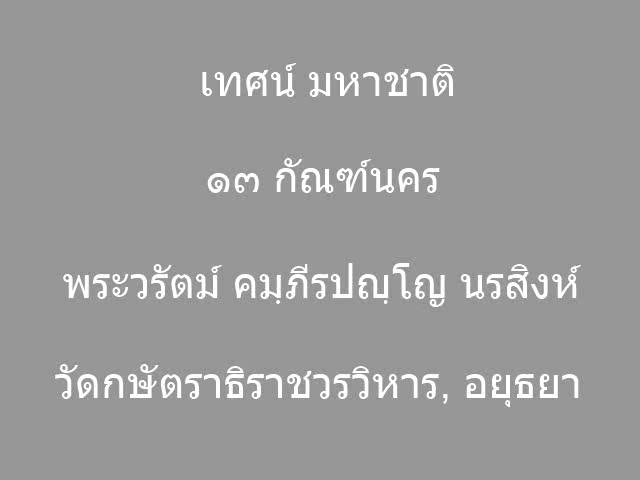 เทศน์ มหาชาติ
๑๓ กัณฑ์นคร
พระวรัตม์ คมฺภีรปญฺโญ นรสิงห์
วัดกษัตราธิราชวรวิหาร, อยุธยา